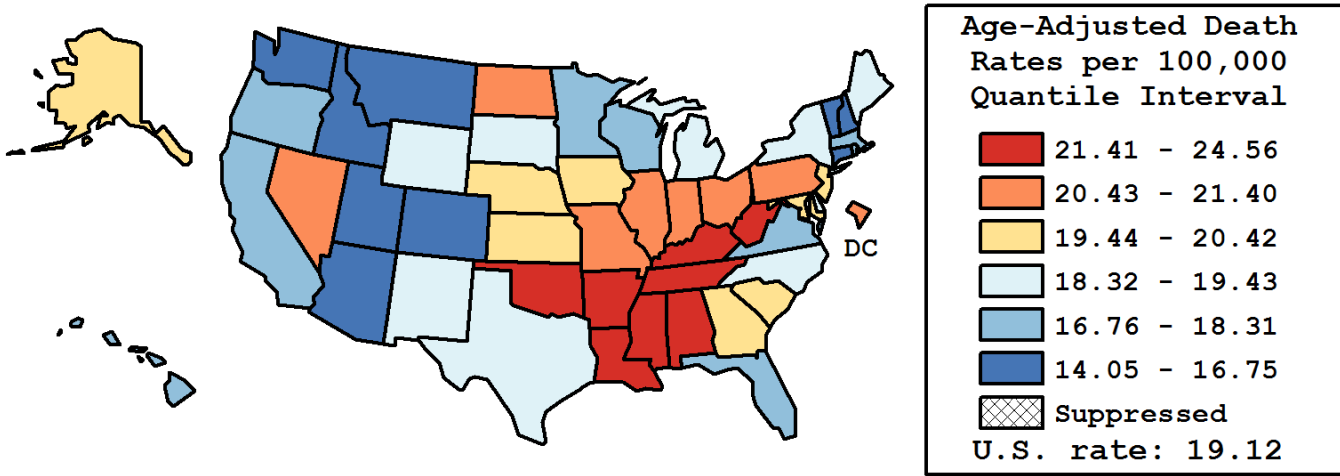 Age-Adjusted Death
Rates per 100,000
Quantile Interval
21.41 - 24.56
20.43 - 21.40
19.44 - 20.42
18.32 - 19.43
16.76 - 18.31
14.05 - 16.75
Suppressed
U.S. rate: 19.12
DC